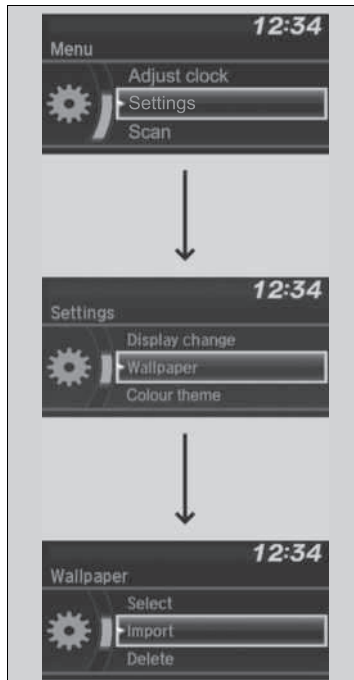 12:34
Menu
Adjust clock
Settings
Scan
12:34
Settings
Display change
Wallpaper
Colour theme
12:34
Wallpaper
Select
Import
Delete